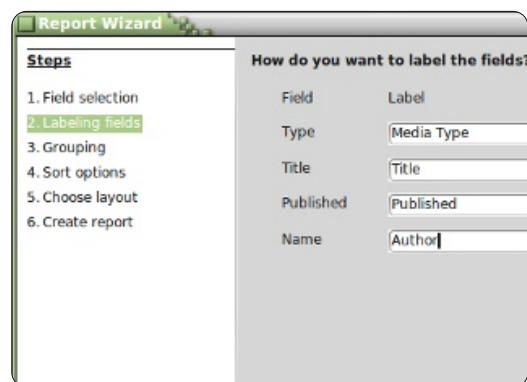 Report Wizard
Steps
1. Field selection
2. Labeling fields
3. Grouping
4. Sort options
5. Choose layout
6. Create report
How do you want to label the fields?
Field Label
Type Media Type
Title Title
Published Published
Name Author